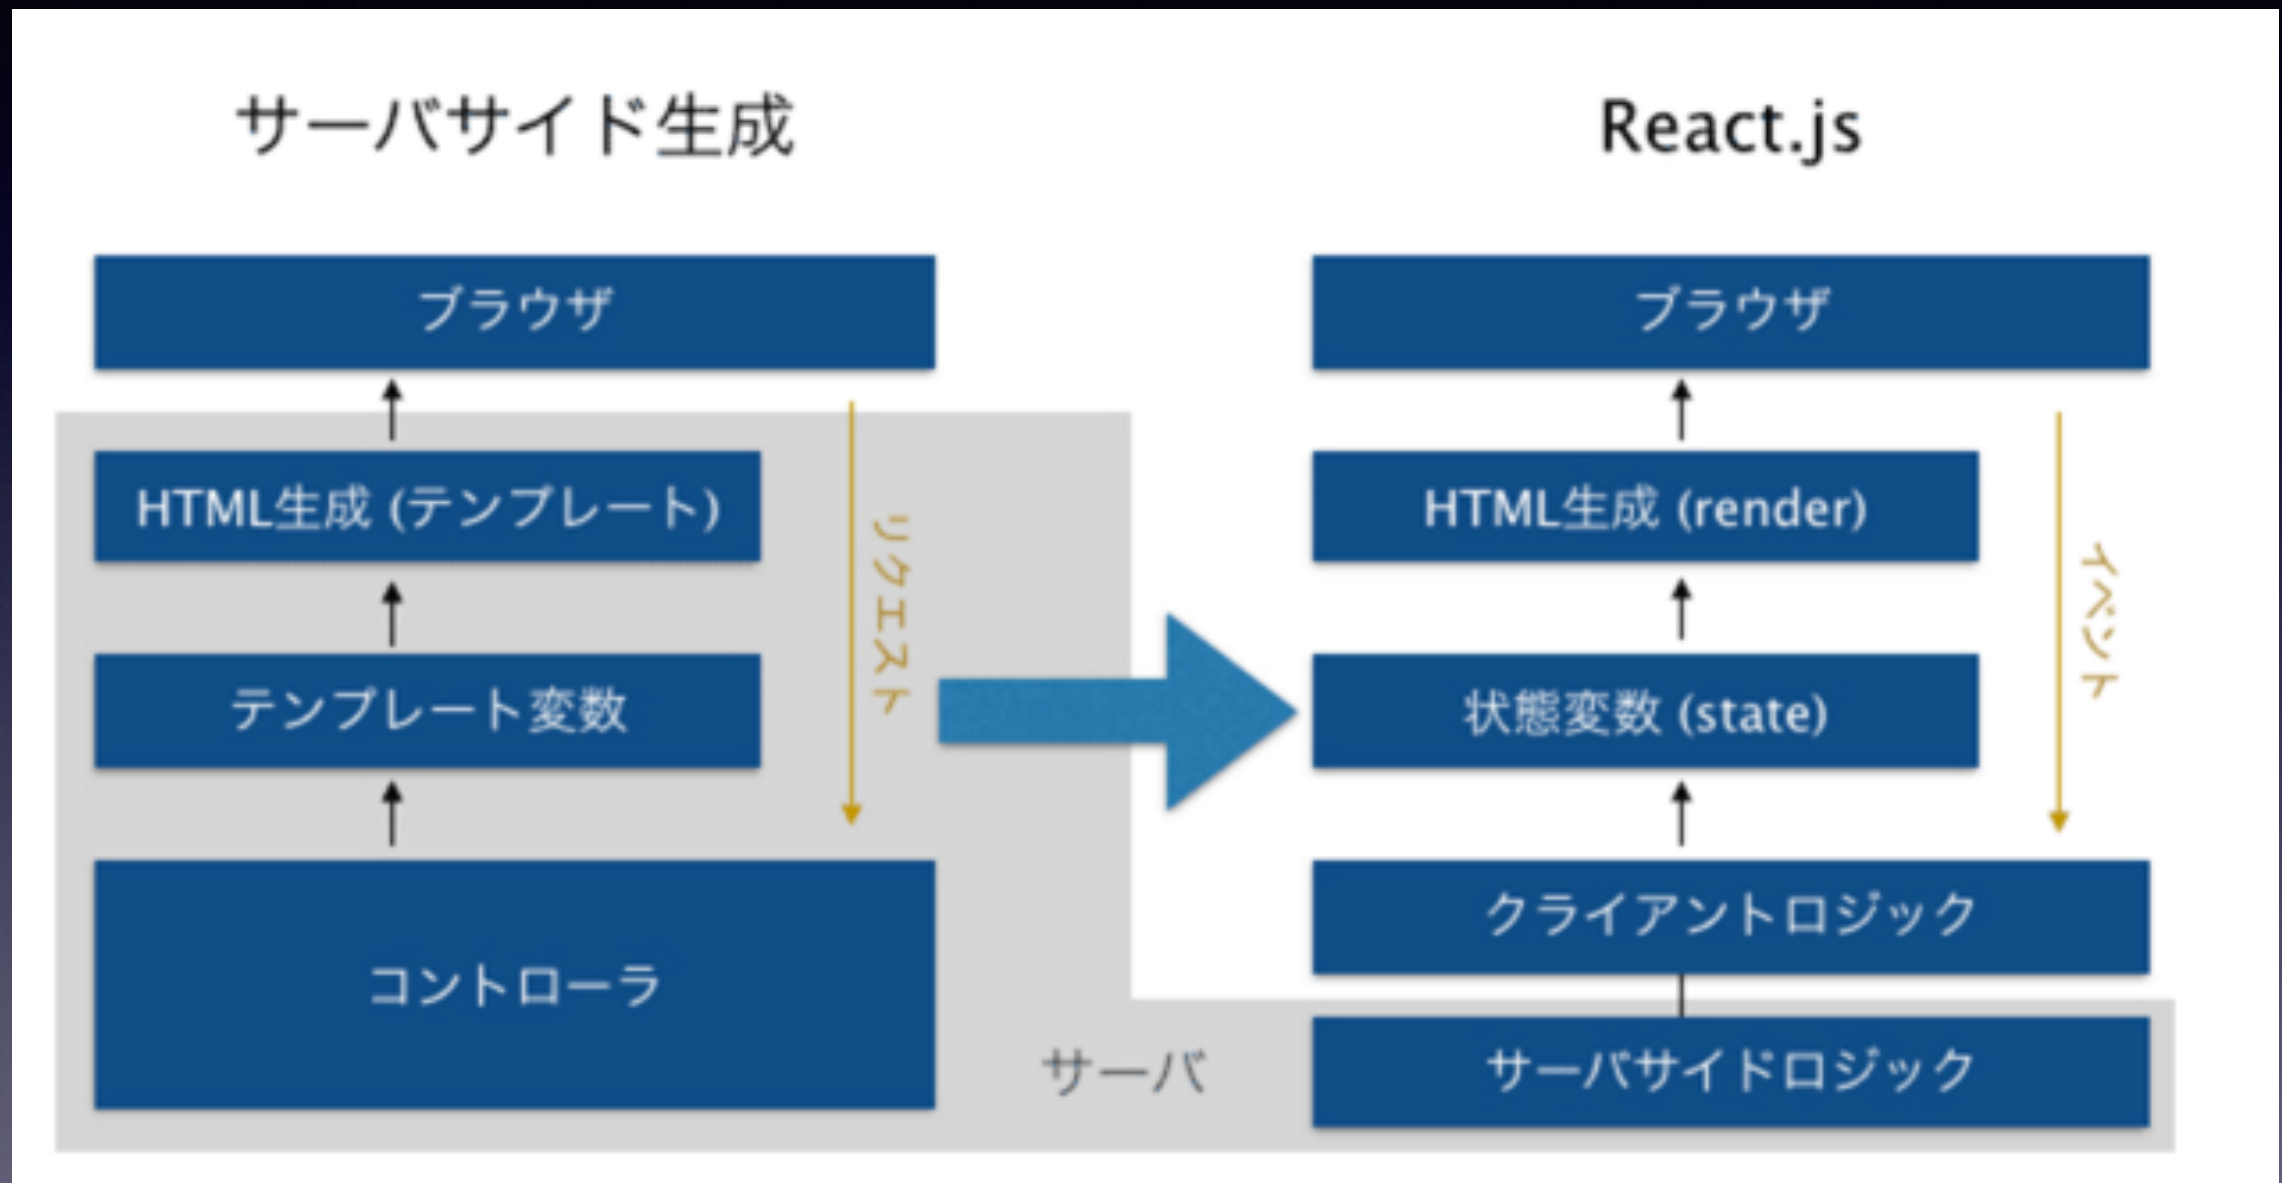 サーバサイド生成
ブラウザ
HTML生成 (テンプレート)
テンプレート変数
コントローラ
リクエスト
サーバ
React.js
ブラウザ
HTML生成 (render)
状態変数 (state)
クライアントロジック
サーバサイドロジック
イベント